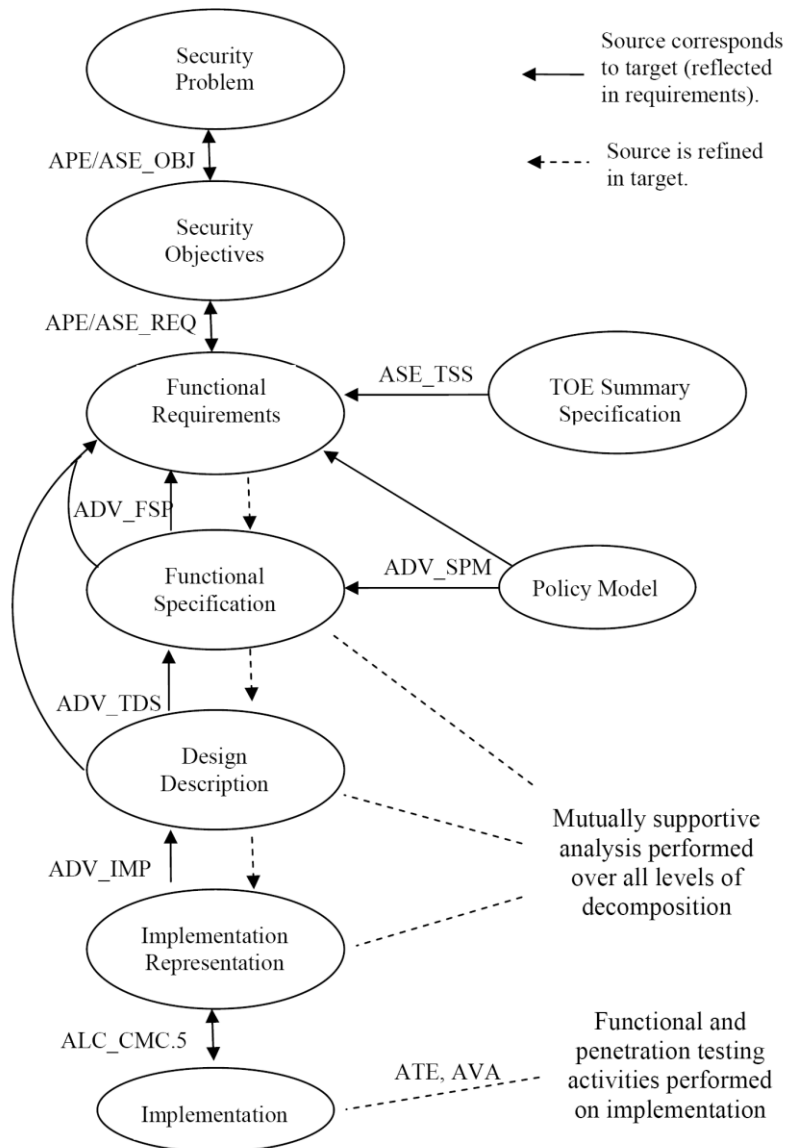 Security
Problem
Source corresponds
to target (reflected
in requirements).
APE/ASE_OBJ
Source is refined
in target.
Security
Objectives
APE/ASE_REQ
Functional
Requirements
ASE_TSS
TOE Summary
Specification
ADV_FSP
Functional
Specification
ADV_SPM
Policy Model
ADV_TDS
Design
Description
Mutually supportive
analysis performed
over all levels of
decomposition
ADV_IMP
Implementation
Representation
ALC_CMC.5
Functional and
penetration testing
activities performed
on implementation
ATE, AVA
Implementation